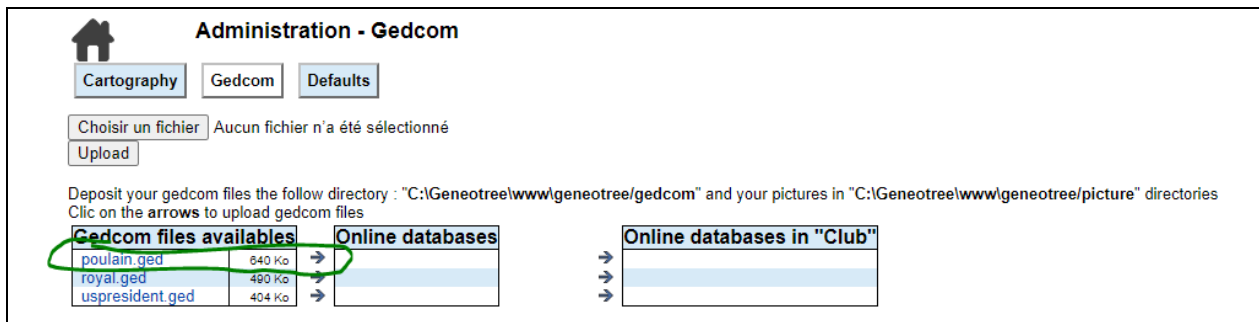 Administration - Gedcom
Cartography Gedcom Defaults
Choisir un fichier Aucun fichier n'a été sélectionné
Upload
Deposit your gedcom files the follow directory : "C:\Geneotree\www\geneotree/gedcom" and your pictures in "C:\Geneotree\www\geneotree/picture" directories
Clic on the arrows to upload gedcom files
Gedcom files availables Online databases Online databases in "Club"
poulain.ged 640 Ko → →
royal.ged 490 Ko → →
uspresident.ged 404 Ko → →